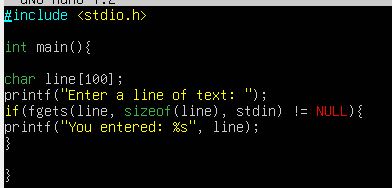 #include <stdio.h>
int main(){
char line[100];
printf("Enter a line of text: ");
if(fgets(line, sizeof(line), stdin) != NULL){
printf("You entered: %s", line);
}
}